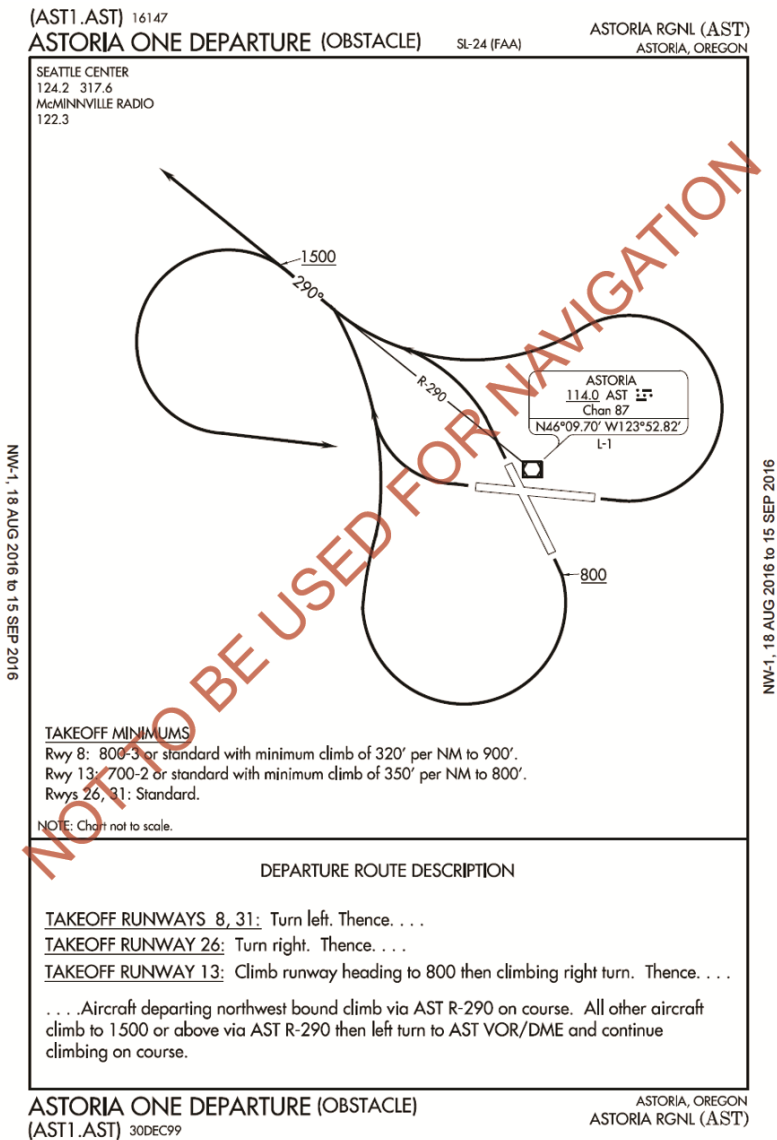 (AST1.AST) 16147
ASTORIA ONE DEPARTURE (OBSTACLE)
SL-24 (FAA)
ASTORIA RGNL (AST)
ASTORIA, OREGON
SEATTLE CENTER
124.2 317.6
McMINNVILLE RADIO
122.3
1500
290°
R-290
ASTORIA
114.0 AST
Chan 87
N46°09.70' W123°52.82'
L-1
800
NOT TO BE USED FOR NAVIGATION
NW-1, 18 AUG 2016 to 15 SEP 2016
NW-1, 18 AUG 2016 to 15 SEP 2016
TAKEOFF MINIMUMS
Rwy 8: 800-3 or standard with minimum climb of 320' per NM to 900'.
Rwy 13: 700-2 or standard with minimum climb of 350' per NM to 800'.
Rwys 26, 31: Standard.
NOTE: Chart not to scale.
DEPARTURE ROUTE DESCRIPTION
TAKEOFF RUNWAYS 8, 31: Turn left. Thence. . . .
TAKEOFF RUNWAY 26: Turn right. Thence. . . .
TAKEOFF RUNWAY 13: Climb runway heading to 800 then climbing right turn. Thence. . . .
. . . .Aircraft departing northwest bound climb via AST R-290 on course. All other aircraft
climb to 1500 or above via AST R-290 then left turn to AST VOR/DME and continue
climbing on course.
ASTORIA ONE DEPARTURE (OBSTACLE)
(AST1.AST) 30DEC99
ASTORIA, OREGON
ASTORIA RGNL (AST)